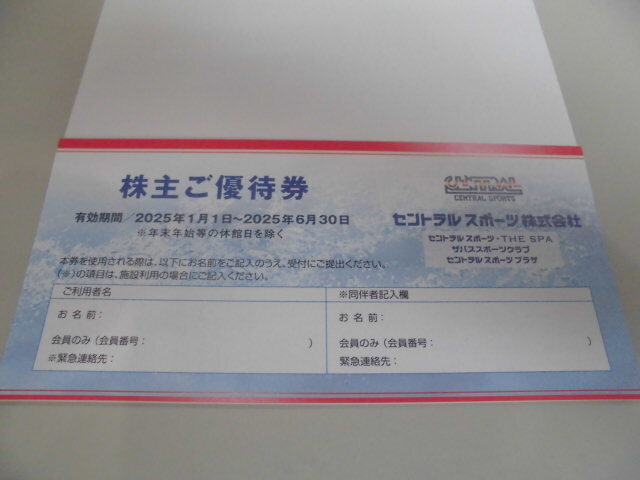 株主ご優待券
有効期間／2025年1月1日～2025年6月30日
※年末年始等の休館日を除く
CENTRAL
CENTRAL SPORTS
セントラルスポーツ株式会社
セントラルスポーツ・THE SPA
ザバススポーツクラブ
セントラルスポーツプラザ
本券を使用される際は、以下にお名前をご記入のうえ、受付にご提出ください。
（※）の項目は、施設利用の場合にご記入ください。
ご利用者名
お名前：
会員のみ（会員番号：　　　　　）
※緊急連絡先：
※同伴者記入欄
お名前：
会員のみ（会員番号：　　　　　）
緊急連絡先：